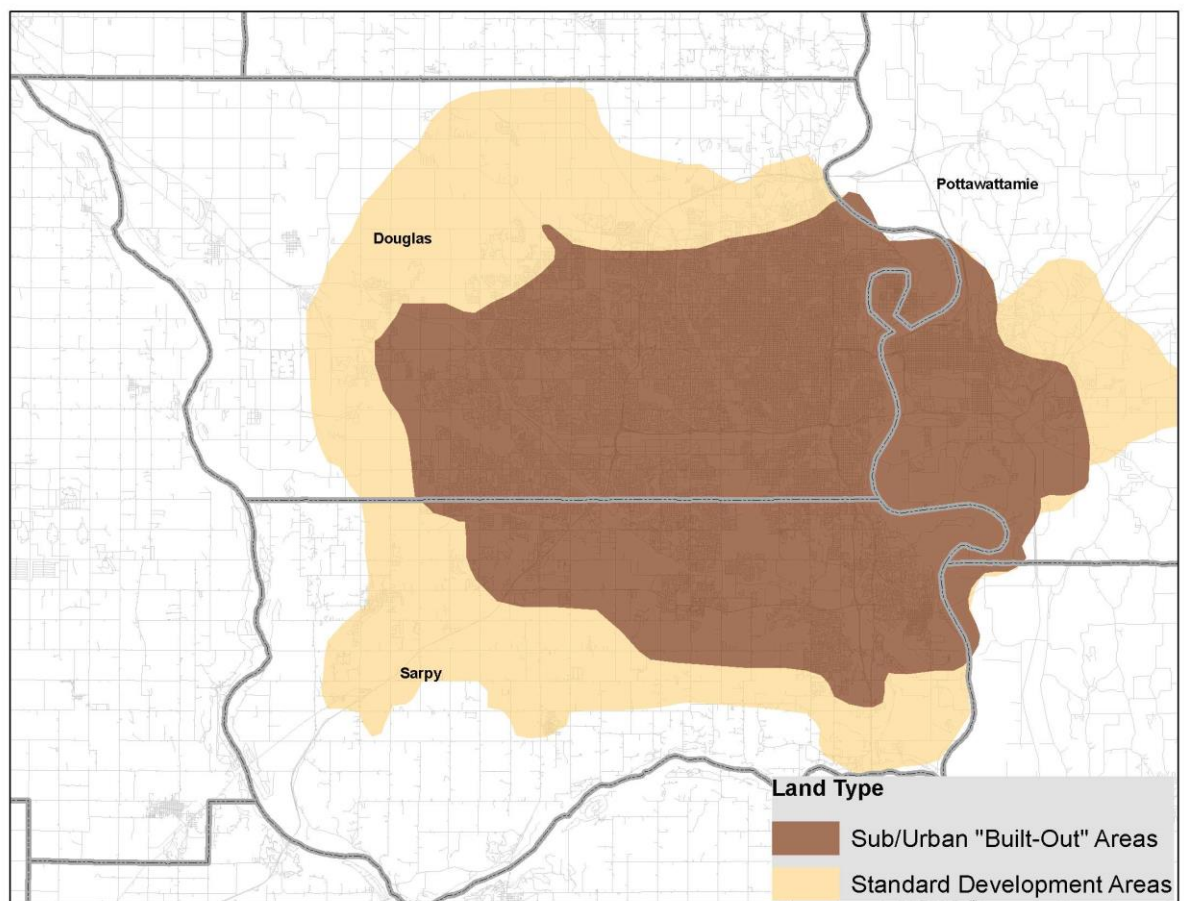 Pottawattamie
Douglas
Sarpy
Land Type
Sub/Urban "Built-Out" Areas
Standard Development Areas